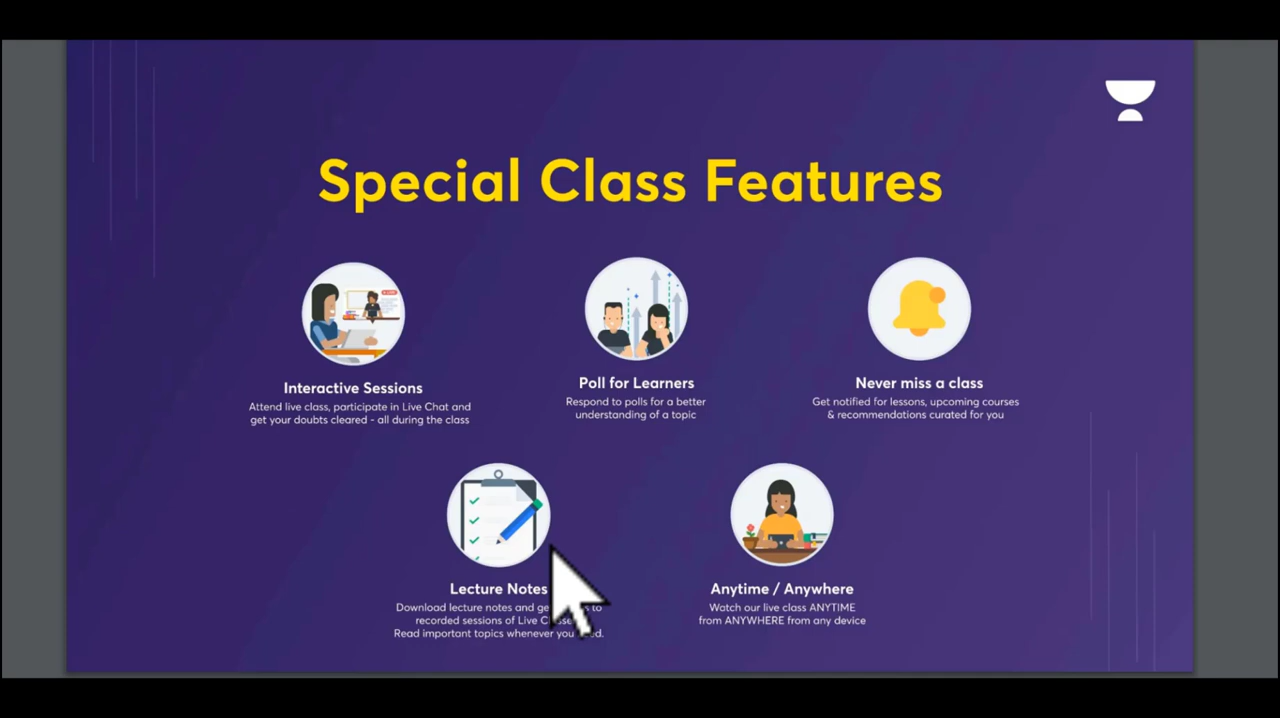 Special Class Features
Interactive Sessions
Attend live class, participate in Live Chat and
get your doubts cleared - all during the class
Poll for Learners
Respond to polls for a better
understanding of a topic
Never miss a class
Get notified for lessons, upcoming courses
& recommendations curated for you
Lecture Notes
Download lecture notes and to
recorded sessions of Live
Read important topics whenever you
Anytime / Anywhere
Watch our live class ANYTIME
from ANYWHERE from any device